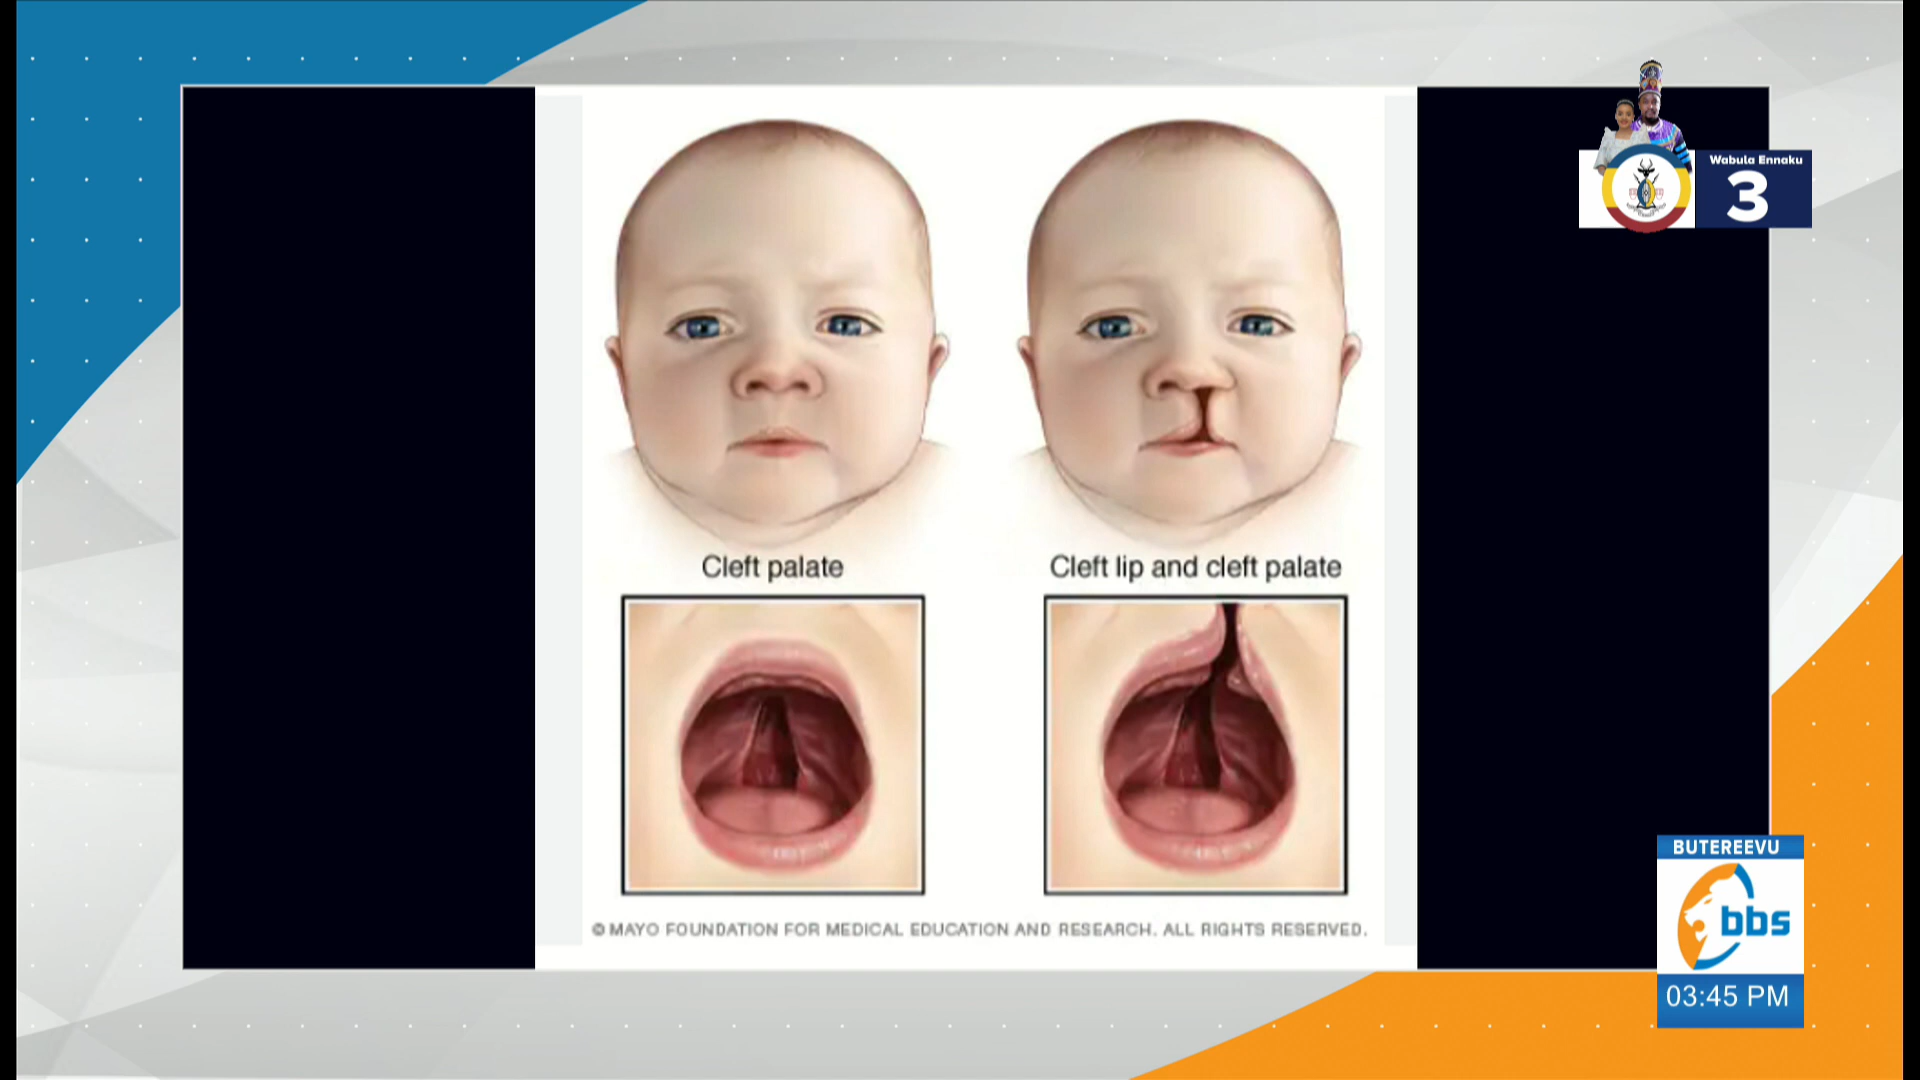 Wabula Ennaku
3
Cleft palate
Cleft lip and cleft palate
© MAYO FOUNDATION FOR MEDICAL EDUCATION AND RESEARCH. ALL RIGHTS RESERVED.
BUTEREEVU
bbs
03:45 PM